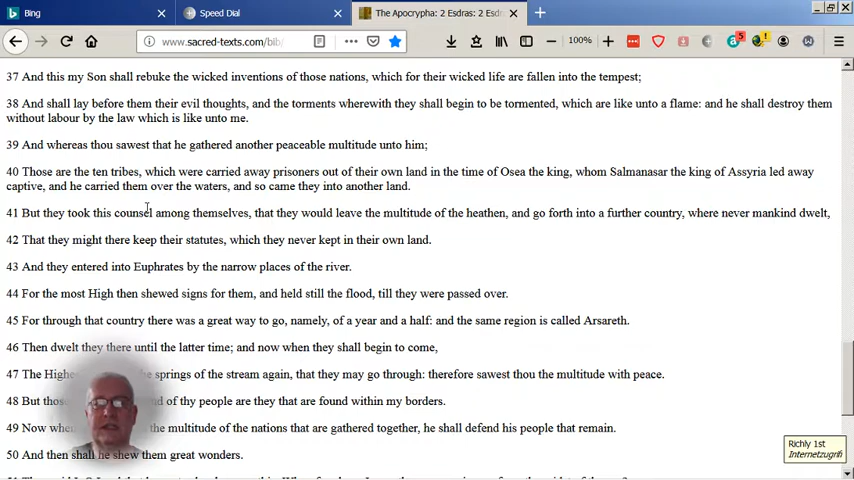 Bing
Speed Dial
The Apocrypha: 2 Esdras: 2 Esdr
www.sacred-texts.com/bib
100%
37 And this my Son shall rebuke the wicked inventions of those nations, which for their wicked life are fallen into the tempest;
38 And shall lay before them their evil thoughts, and the torments wherewith they shall begin to be tormented, which are like unto a flame: and he shall destroy them
without labour by the law which is like unto me.
39 And whereas thou sawest that he gathered another peaceable multitude unto him;
40 Those are the ten tribes, which were carried away prisoners out of their own land in the time of Osea the king, whom Salmanasar the king of Assyria led away
captive, and he carried them over the waters, and so came they into another land.
41 But they took this counsel among themselves, that they would leave the multitude of the heathen, and go forth into a further country, where never mankind dwelt,
42 That they might there keep their statutes, which they never kept in their own land.
43 And they entered into Euphrates by the narrow places of the river.
44 For the most High then shewed signs for them, and held still the flood, till they were passed over.
45 For through that country there was a great way to go, namely, of a year and a half: and the same region is called Arsareth.
46 Then dwelt they there until the latter time; and now when they shall begin to come,
47 The Highe the springs of the stream again, that they may go through: therefore sawest thou the multitude with peace.
48 But those of thy people are they that are found within my borders.
49 Now when the multitude of the nations that are gathered together, he shall defend his people that remain.
50 And then shall he shew them great wonders.
Richly 1st
Internetzugrif